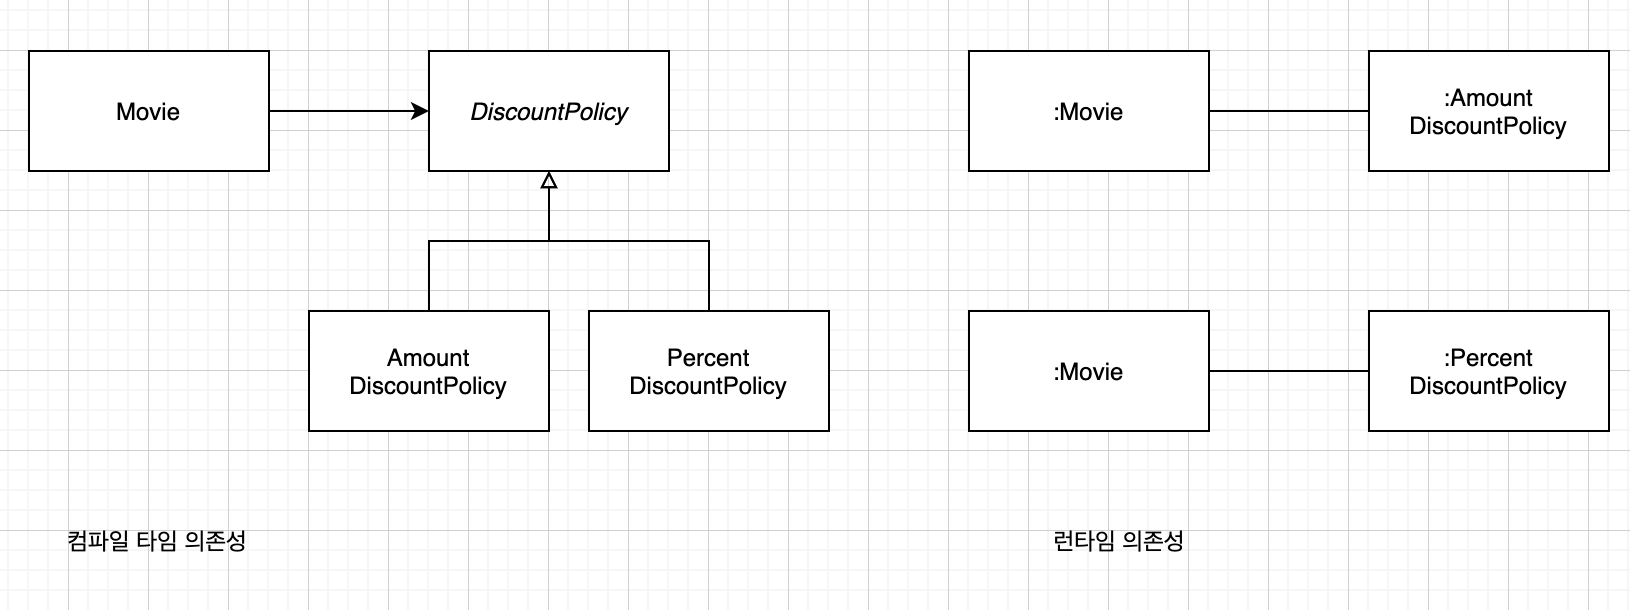 Movie
DiscountPolicy
Amount
DiscountPolicy
Percent
DiscountPolicy
컴파일 타임 의존성
:Movie
:Amount
DiscountPolicy
:Movie
:Percent
DiscountPolicy
런타임 의존성